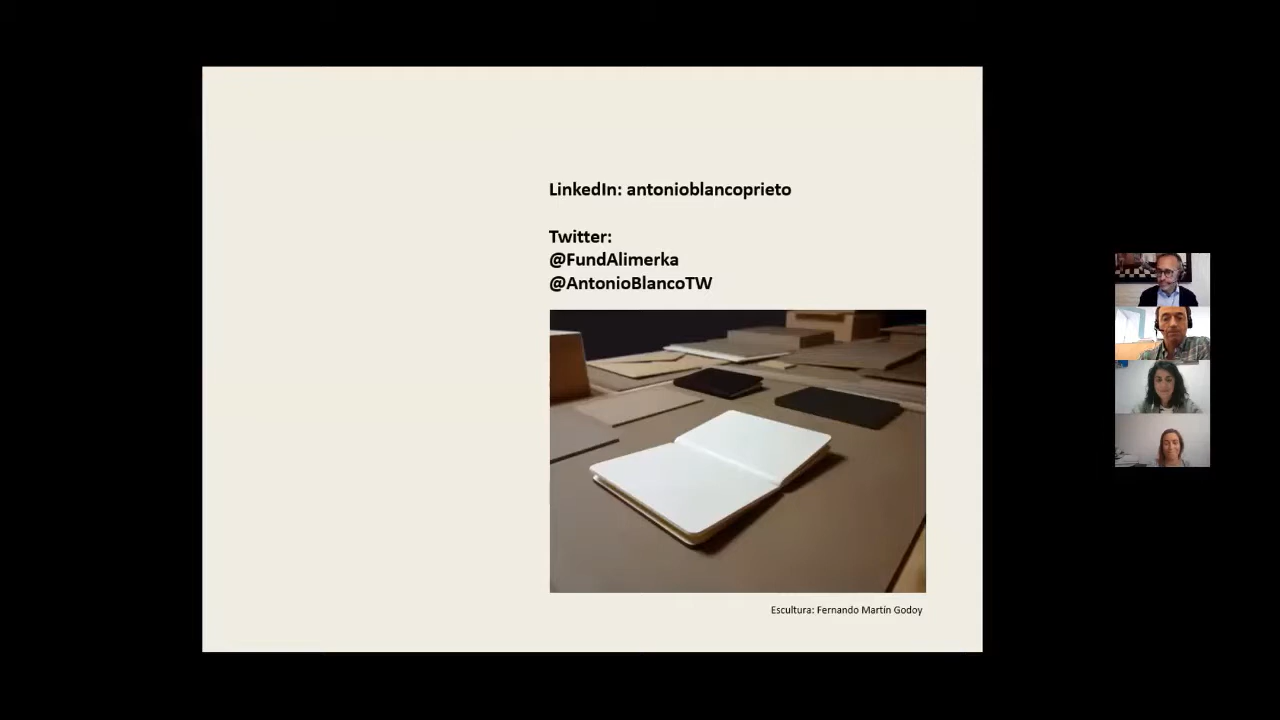 LinkedIn: antonioblancoprieto
Twitter:
@FundAlimerka
@AntonioBlancoTW
Escultura: Fernando Martín Godoy